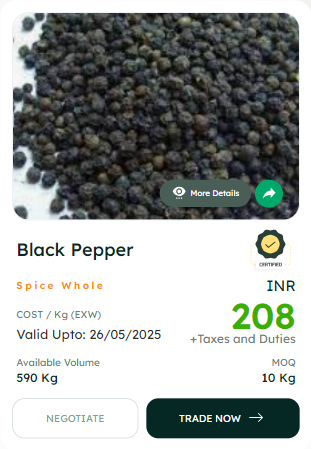 More Details
Black Pepper
CERTIFIED
Spice Whole
INR
COST / Kg (EXW)
208
Valid Upto: 26/05/2025
+Taxes and Duties
Available Volume
MOQ
590 Kg
10 Kg
NEGOTIATE
TRADE NOW